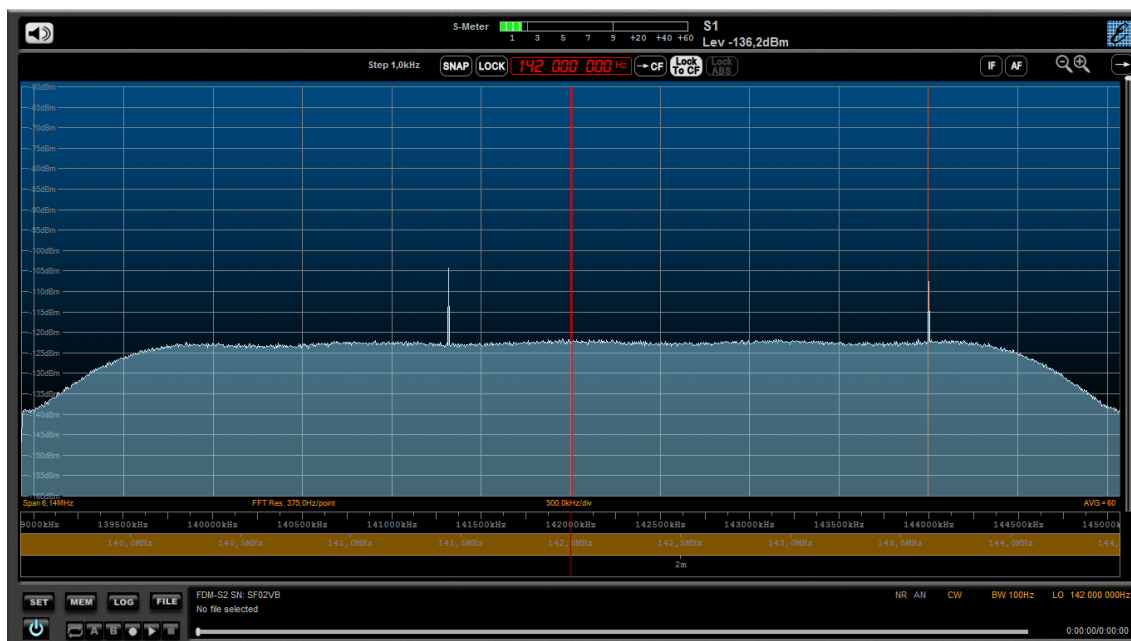 S-Meter
S1
1 3 5 7 9 +20 +40 +60
Lev -136,2dBm
Step 1,0kHz SNAP LOCK 142 000 000 Hz →CF Lock To CF Lock ABS IF AF
-80dBm
-65dBm
-70dBm
-75dBm
-80dBm
-85dBm
-90dBm
-95dBm
-100dBm
-105dBm
-110dBm
-115dBm
-120dBm
-125dBm
-130dBm
-135dBm
-140dBm
-145dBm
-150dBm
-155dBm
Span 6,14MHz FFT Res. 375,0Hz/point 500,0kHz/div AVG=60
9000kHz 139500kHz 140000kHz 140500kHz 141000kHz 141500kHz 142000kHz 142500kHz 143000kHz 143500kHz 144000kHz 144500kHz 145000k
140,0MHz 140,5MHz 141,0MHz 141,5MHz 142,0MHz 142,5MHz 143,0MHz 143,5MHz 144,0MHz 144,
2m
SET MEM LOG FILE
FDM-S2 SN: SF02VB NR AN CW BW 100Hz LO 142 000 000Hz
No file selected
A B
0:00:00/0:00:00